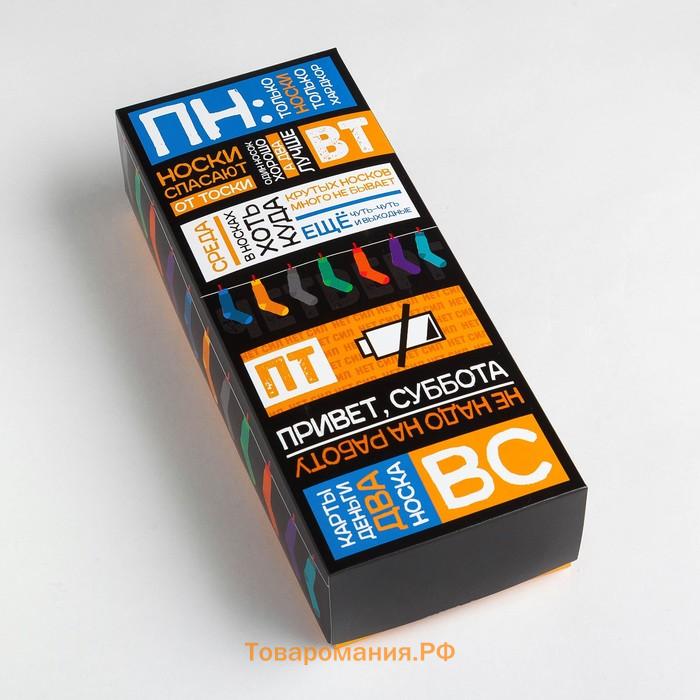 ПН:
ТОЛЬКО
НОСКИ
ТОЛЬКО
ХАРДКОР
НОСКИ
СПАСАЮТ
ОТ ТОСКИ
ОДИН НОСОК
ХОРОШО
А ДВА
ЛУЧШЕ
ВТ
СРЕДА
В НОСКАХ
ХОТЬ
КУДА
КРУТЫХ НОСКОВ
МНОГО НЕ БЫВАЕТ
ЕЩЁ
ЧУТЬ-ЧУТЬ
И ВЫХОДНЫЕ
ЧЕТВЕРГ
ПТ
НЕТ СИЛ НЕТ СИЛ НЕТ СИЛ
ПРИВЕТ, СУББОТА
НЕ НАДО НА РАБОТУ
КАРТЫ
ДЕНЬГИ
ДВА
НОСКА
ВС
Товаромания.РФ